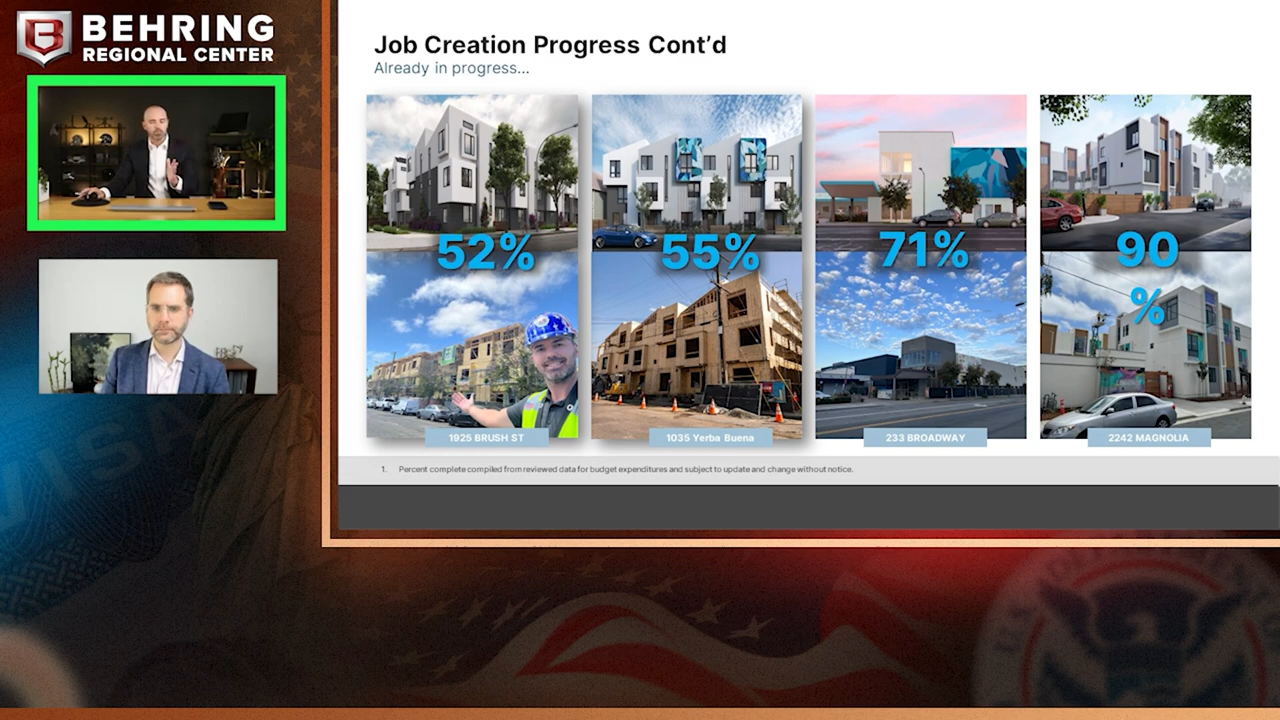 BEHRING
REGIONAL CENTER
Job Creation Progress Cont'd
Already in progress...
52%
55%
71%
90
%
1925 BRUSH ST
1035 Yerba Buena
233 BROADWAY
2242 MAGNOLIA
1. Percent complete compiled from reviewed data for budget expenditures and subject to update and change without notice.